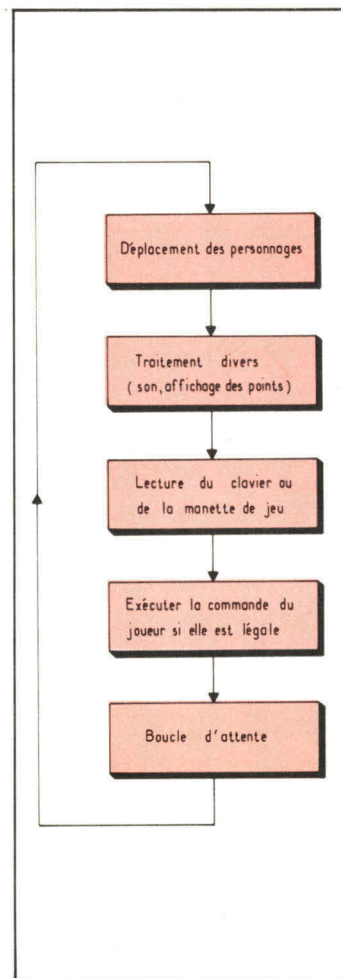 Déplacement des personnages
Traitement divers
( son, affichage des points)
Lecture du clavier ou
de la manette de jeu
Exécuter la commande du
joueur si elle est légale
Boucle d'attente